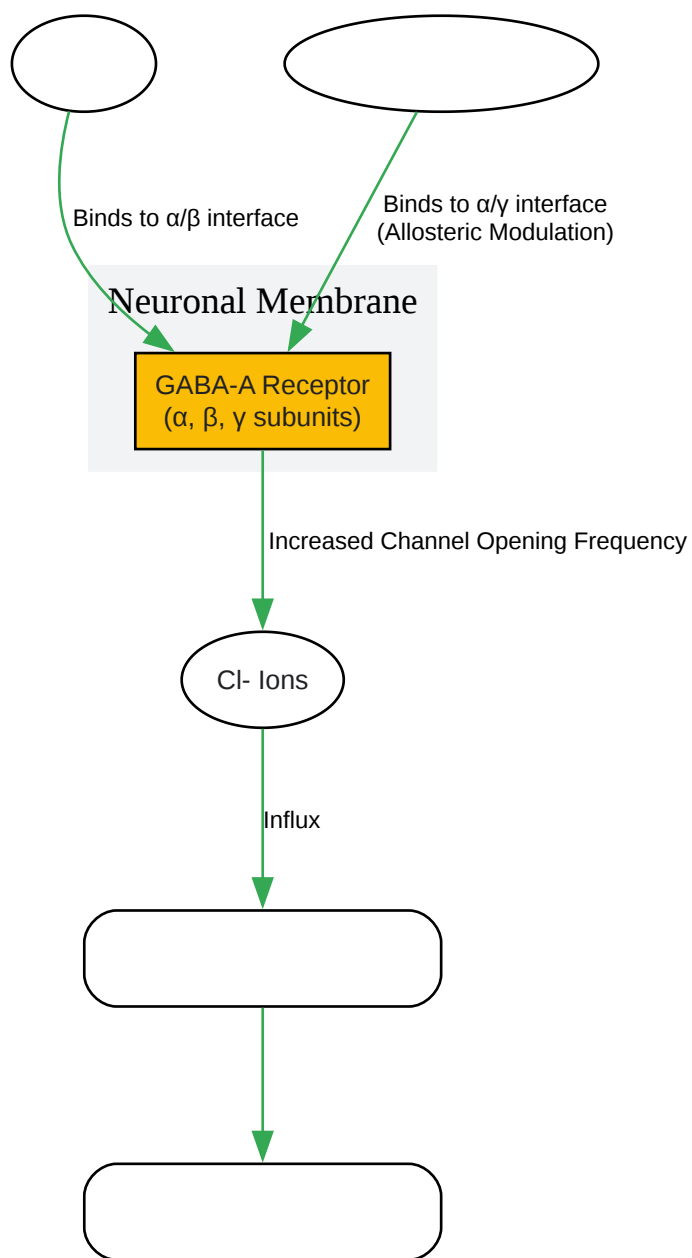 Binds to α/β interface
Binds to α/γ interface
(Allosteric Modulation)
Neuronal Membrane
GABA-A Receptor
(α, β, γ subunits)
Increased Channel Opening Frequency
Cl- Ions
Influx